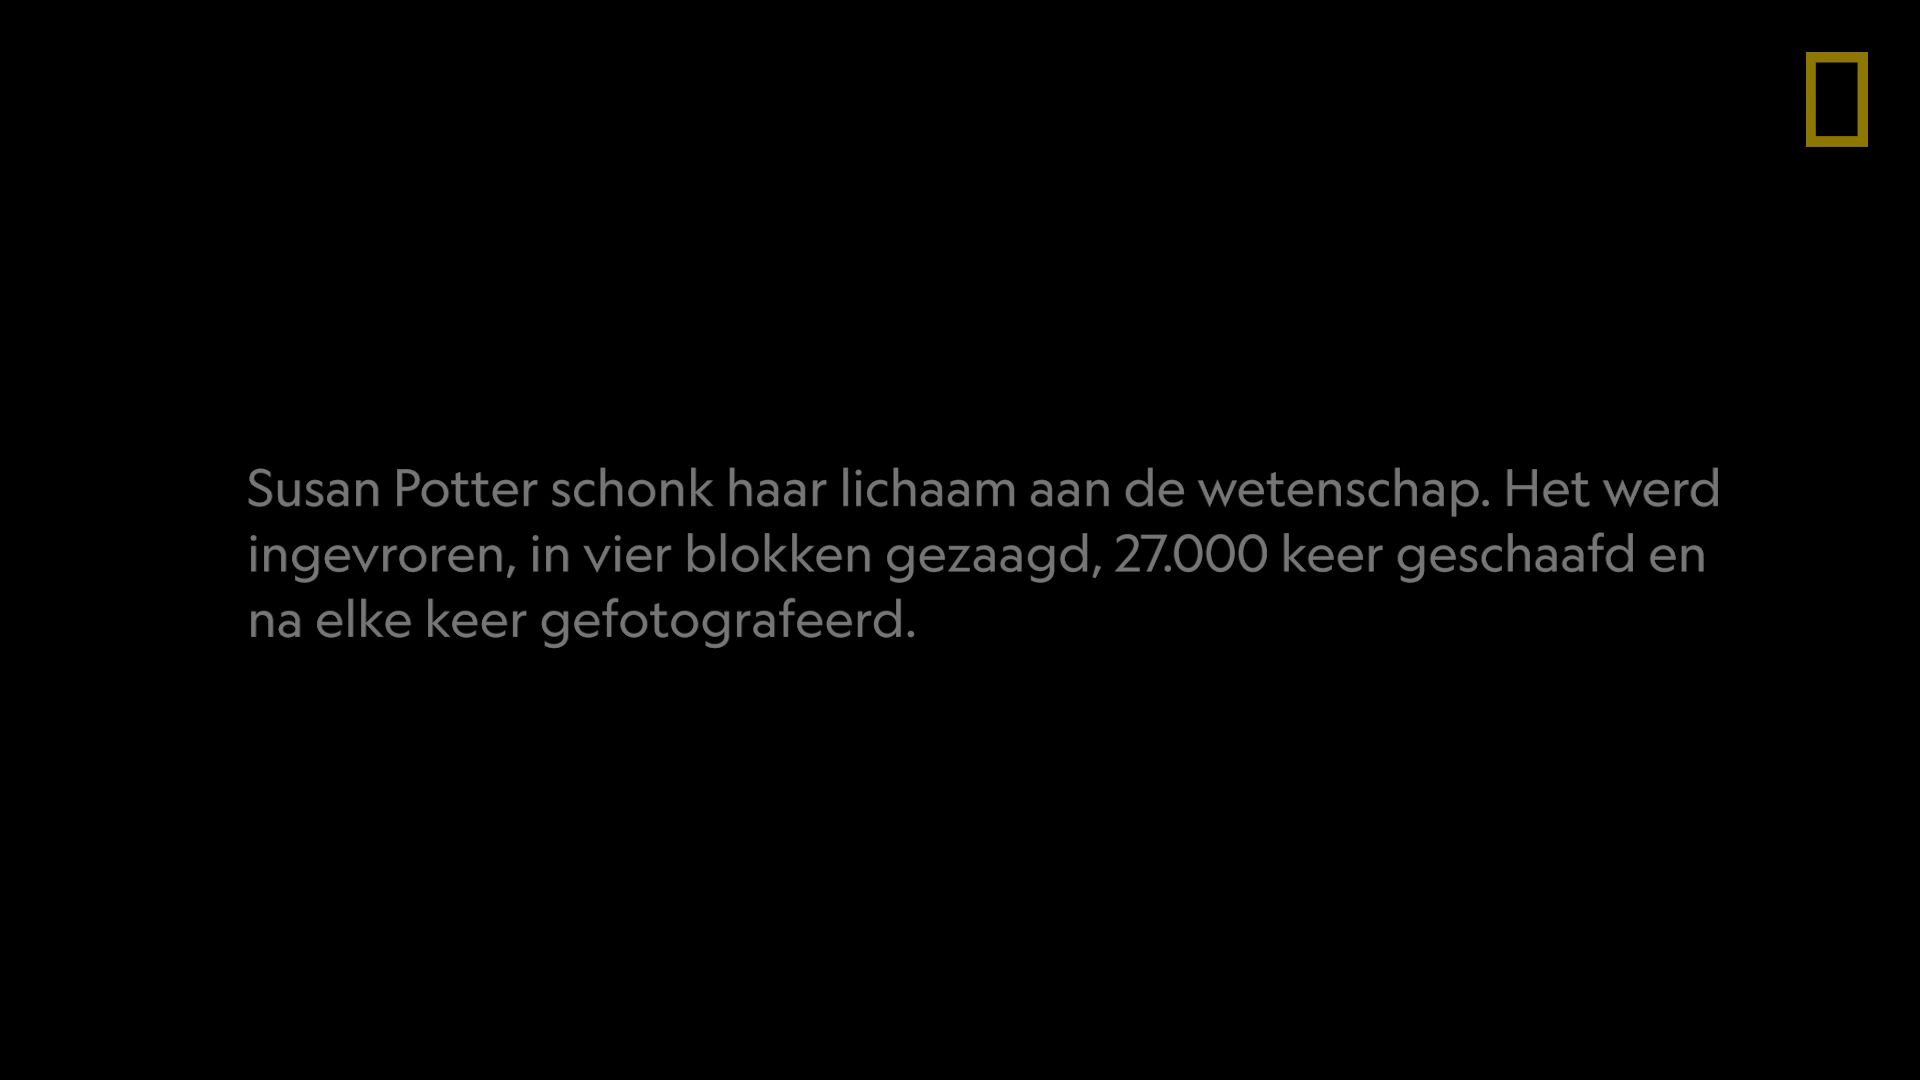 Susan Potter schonk haar lichaam aan de wetenschap. Het werd
ingevroren, in vier blokken gezaagd, 27.000 keer geschaafd en
na elke keer gefotografeerd.